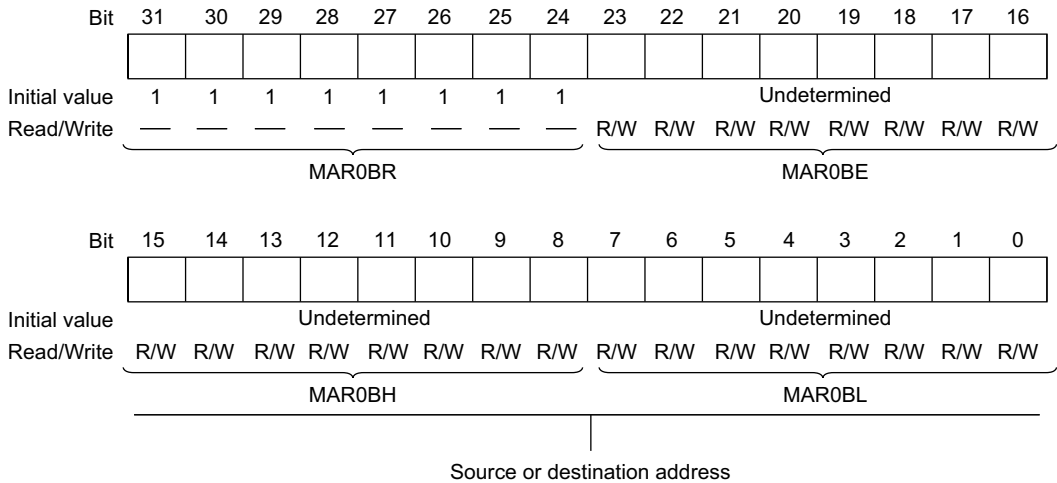 Bit 31 30 29 28 27 26 25 24 23 22 21 20 19 18 17 16
Initial value 1 1 1 1 1 1 1 1 Undetermined
Read/Write — — — — — — — — R/W R/W R/W R/W R/W R/W R/W R/W
MAR0BR MAR0BE
Bit 15 14 13 12 11 10 9 8 7 6 5 4 3 2 1 0
Initial value Undetermined Undetermined
Read/Write R/W R/W R/W R/W R/W R/W R/W R/W R/W R/W R/W R/W R/W R/W R/W R/W
MAR0BH MAR0BL
Source or destination address